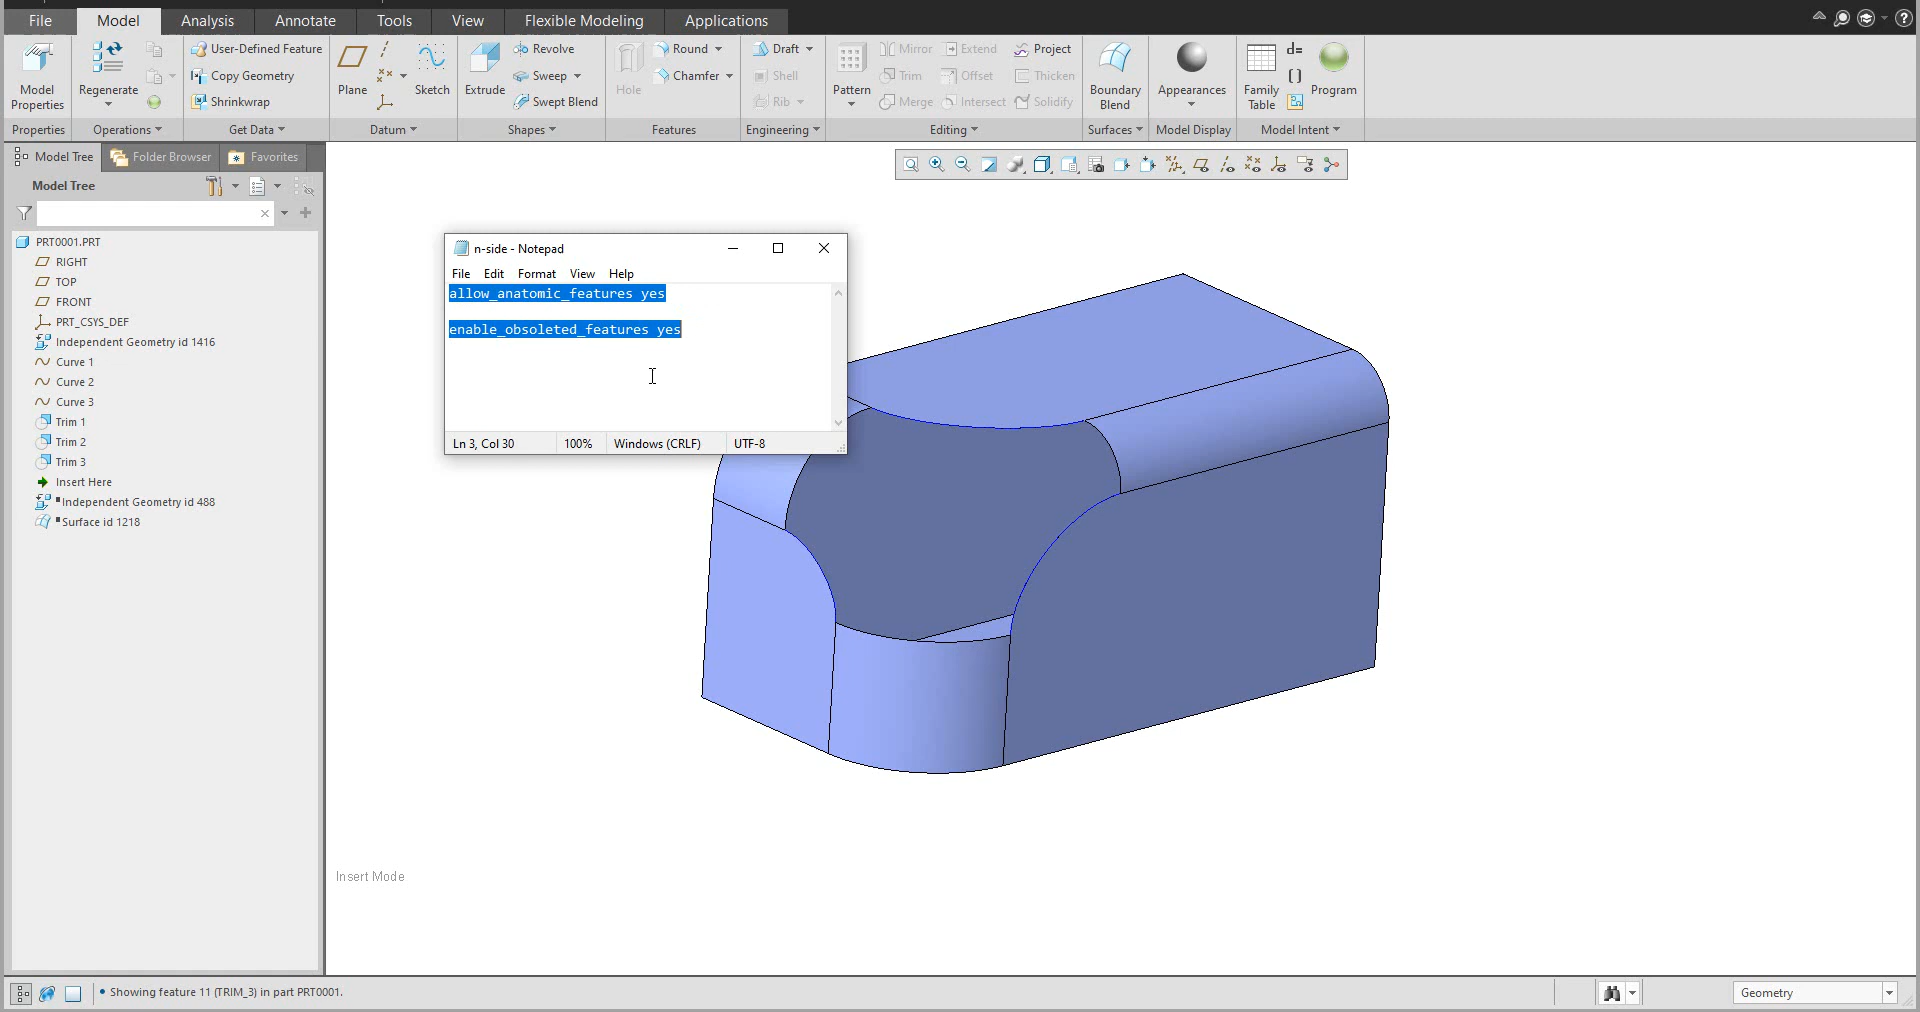 File Model Analysis Annotate Tools View Flexible Modeling Applications
Model Properties
Regenerate
User-Defined Feature
Copy Geometry
Shrinkwrap
Plane
Sketch
Extrude
Revolve
Sweep
Swept Blend
Hole
Round
Chamfer
Draft
Shell
Rib
Pattern
Mirror Extend Project
Trim Offset Thicken
Merge Intersect Solidify
Boundary Blend
Appearances
Family Table
d=
Program
Properties Operations Get Data Datum Shapes Features Engineering Editing Surfaces Model Display Model Intent
Model Tree Folder Browser Favorites
Model Tree
PRT0001.PRT
RIGHT
TOP
FRONT
PRT_CSYS_DEF
Independent Geometry id 1416
Curve 1
Curve 2
Curve 3
Trim 1
Trim 2
Trim 3
Insert Here
Independent Geometry id 488
Surface id 1218
n-side - Notepad
File Edit Format View Help
allow_anatomic_features yes
enable_obsoleted_features yes
Ln 3, Col 30 100% Windows (CRLF) UTF-8
Insert Mode
Showing feature 11 (TRIM_3) in part PRT0001.
Geometry